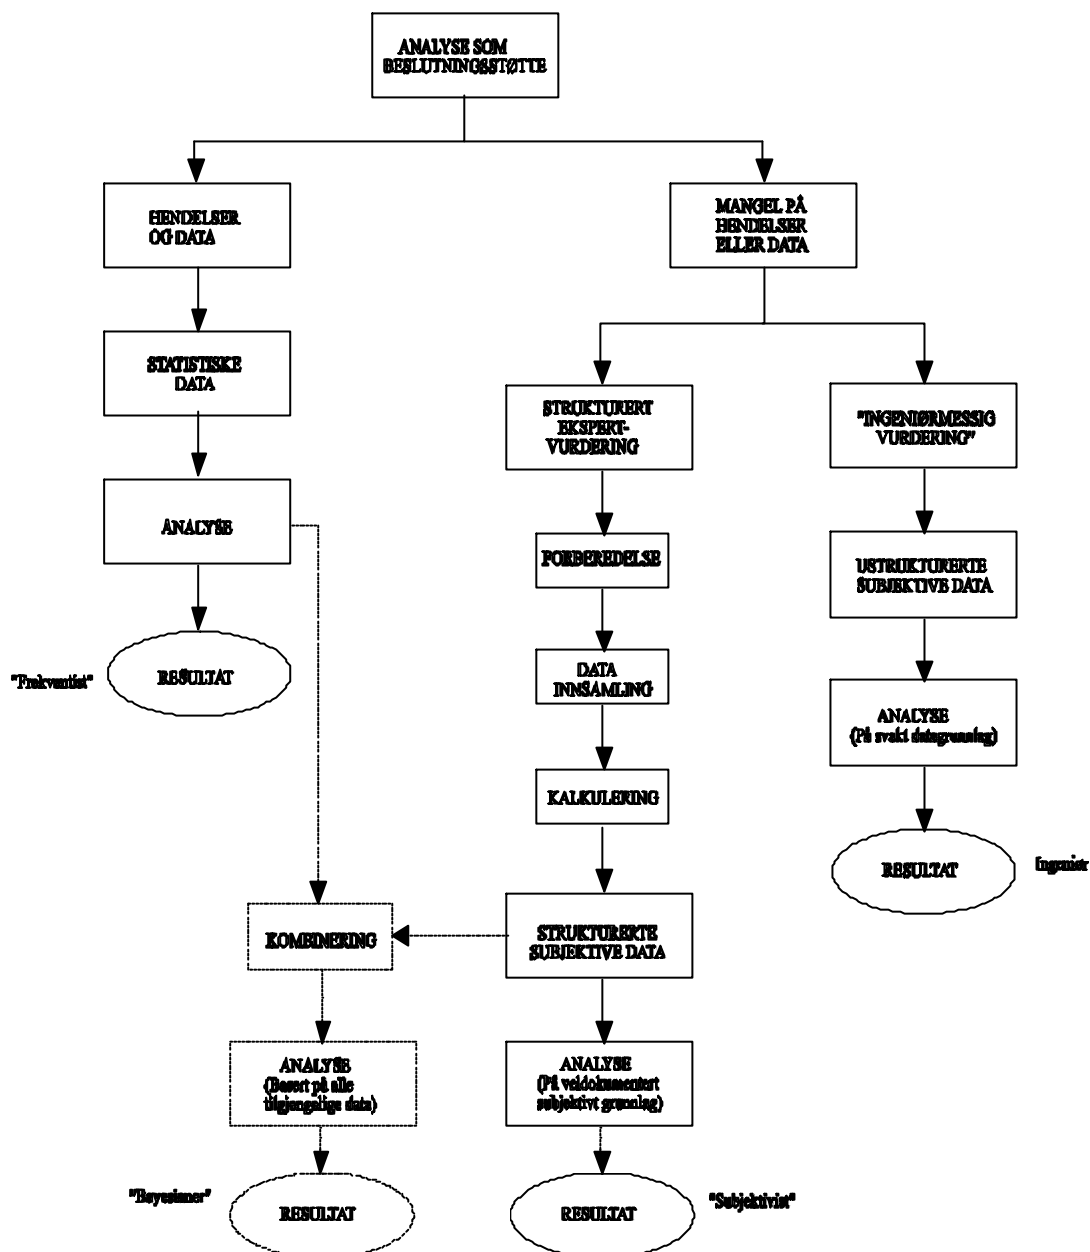 ANALYSE SOM
BESLUTNINGSSTØTTE
HENDELSER
OG DATA
MANGEL PÅ
HENDELSER
ELLER DATA
STATISTISKE
DATA
STRUKTURERT
EKSPERT-
VURDERING
"INGENIØRMESSIG
VURDERING"
ANALYSE
FORBEREDELSE
USTRUKTURERTE
SUBJEKTIVE DATA
"Frekventist"
RESULTAT
DATA
INNSAMLING
ANALYSE
(På svakt datagrunnlag)
KALKULERING
RESULTAT
Ingeniør
KOMBINERING
STRUKTURERTE
SUBJEKTIVE DATA
ANALYSE
(Basert på alle
tilgjengelige data)
ANALYSE
(På veldokumentert
subjektivt grunnlag)
"Bayesianer"
RESULTAT
RESULTAT
"Subjektivist"